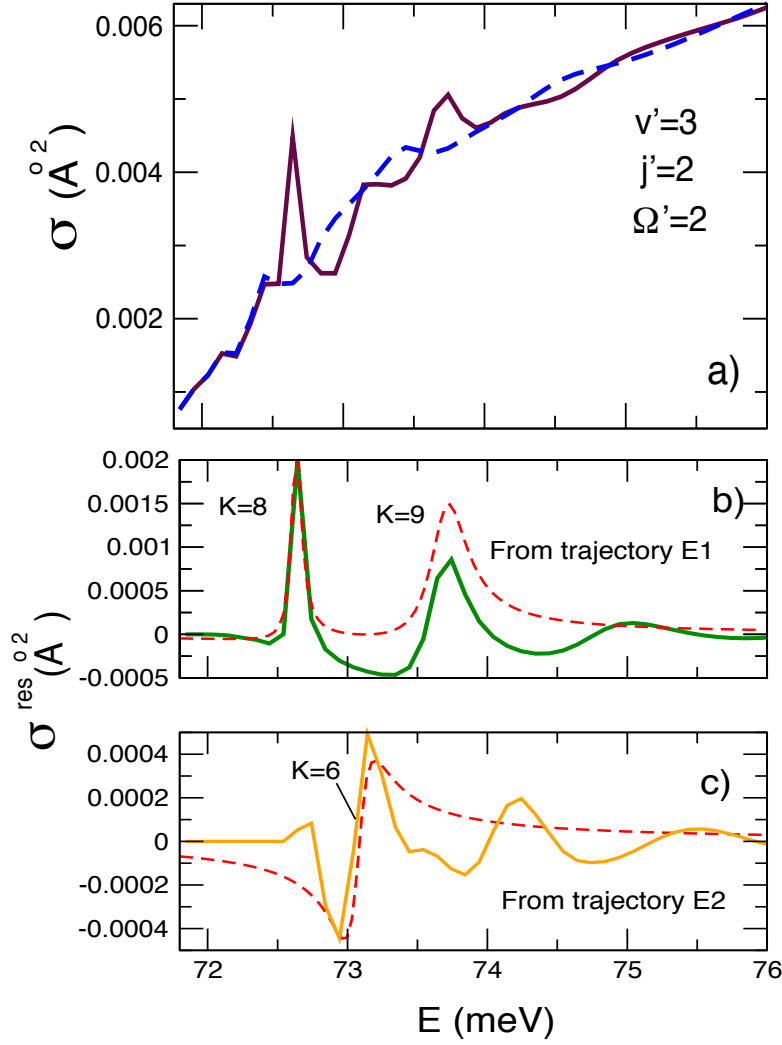 0.006
0.004
0.002
σ (Å²)
v'=3
j'=2
Ω'=2
a)
0.002
0.0015
0.001
0.0005
0
-0.0005
K=8
K=9
b)
From trajectory E1
σ^res (Å²)
0.0004
0.0002
0
-0.0002
-0.0004
K=6
c)
From trajectory E2
72
73
74
75
76
E (meV)